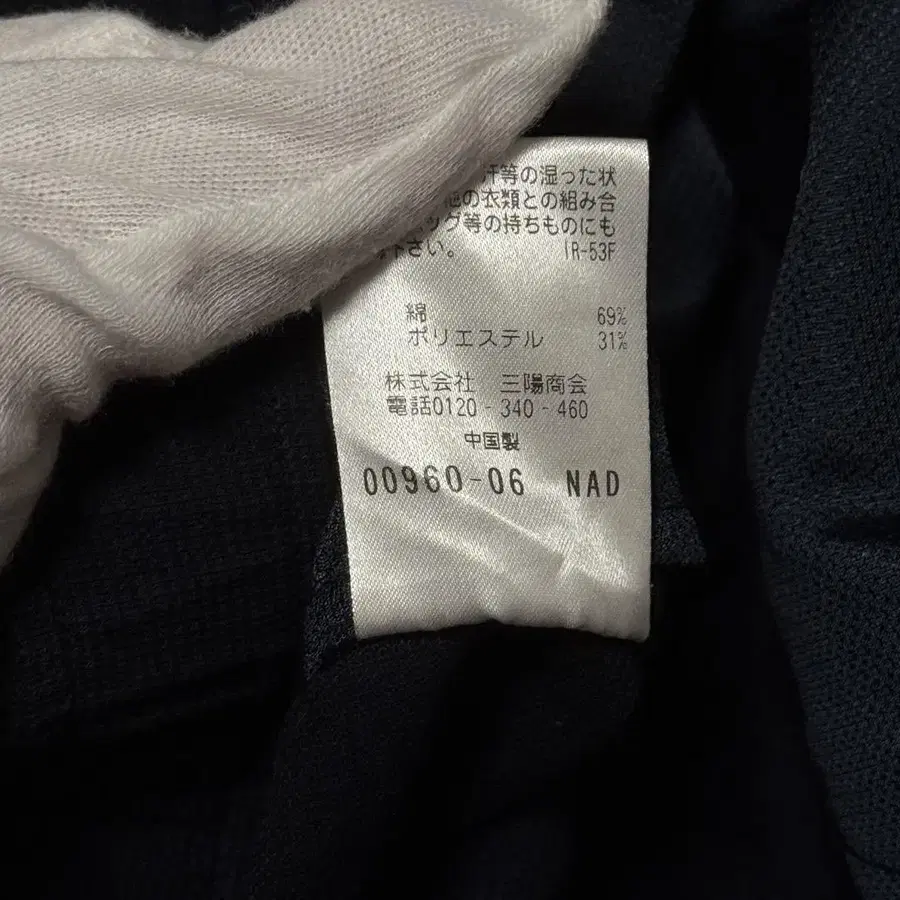 汗等の湿った状
他の衣類との組み合
ッグ等の持ちものにも
下さい。 IR-53F
綿 69%
ポリエステル 31%
株式会社 三陽商会
電話0120-340-460
中国製
00960-06 NAD